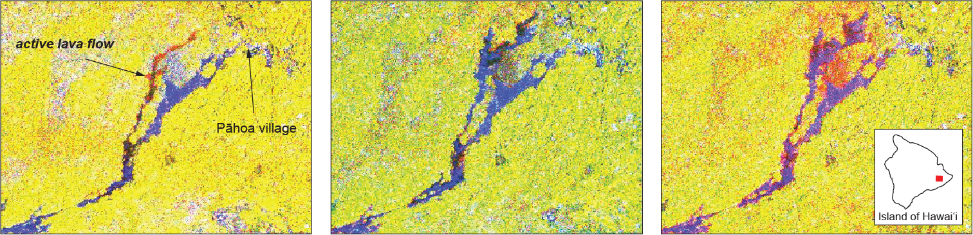 active lava flow
Pāhoa village
Island of Hawai‘i